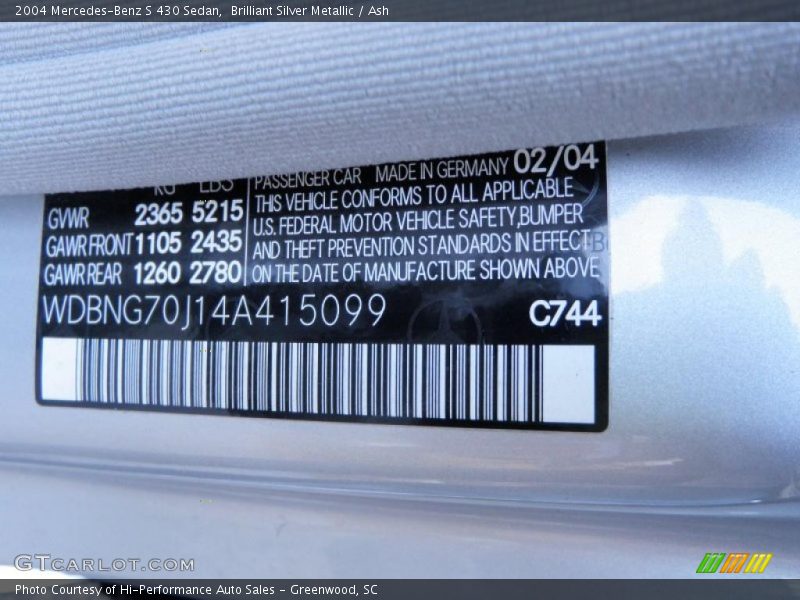 2004 Mercedes-Benz S 430 Sedan, Brilliant Silver Metallic / Ash
KG LBS
GVWR 2365 5215
GAWR FRONT 1105 2435
GAWR REAR 1260 2780
PASSENGER CAR MADE IN GERMANY 02/04
THIS VEHICLE CONFORMS TO ALL APPLICABLE
U.S. FEDERAL MOTOR VEHICLE SAFETY,BUMPER
AND THEFT PREVENTION STANDARDS IN EFFECT
ON THE DATE OF MANUFACTURE SHOWN ABOVE
WDBNG70J14A415099 C744
GTCARLOT.COM
Photo Courtesy of Hi-Performance Auto Sales - Greenwood, SC